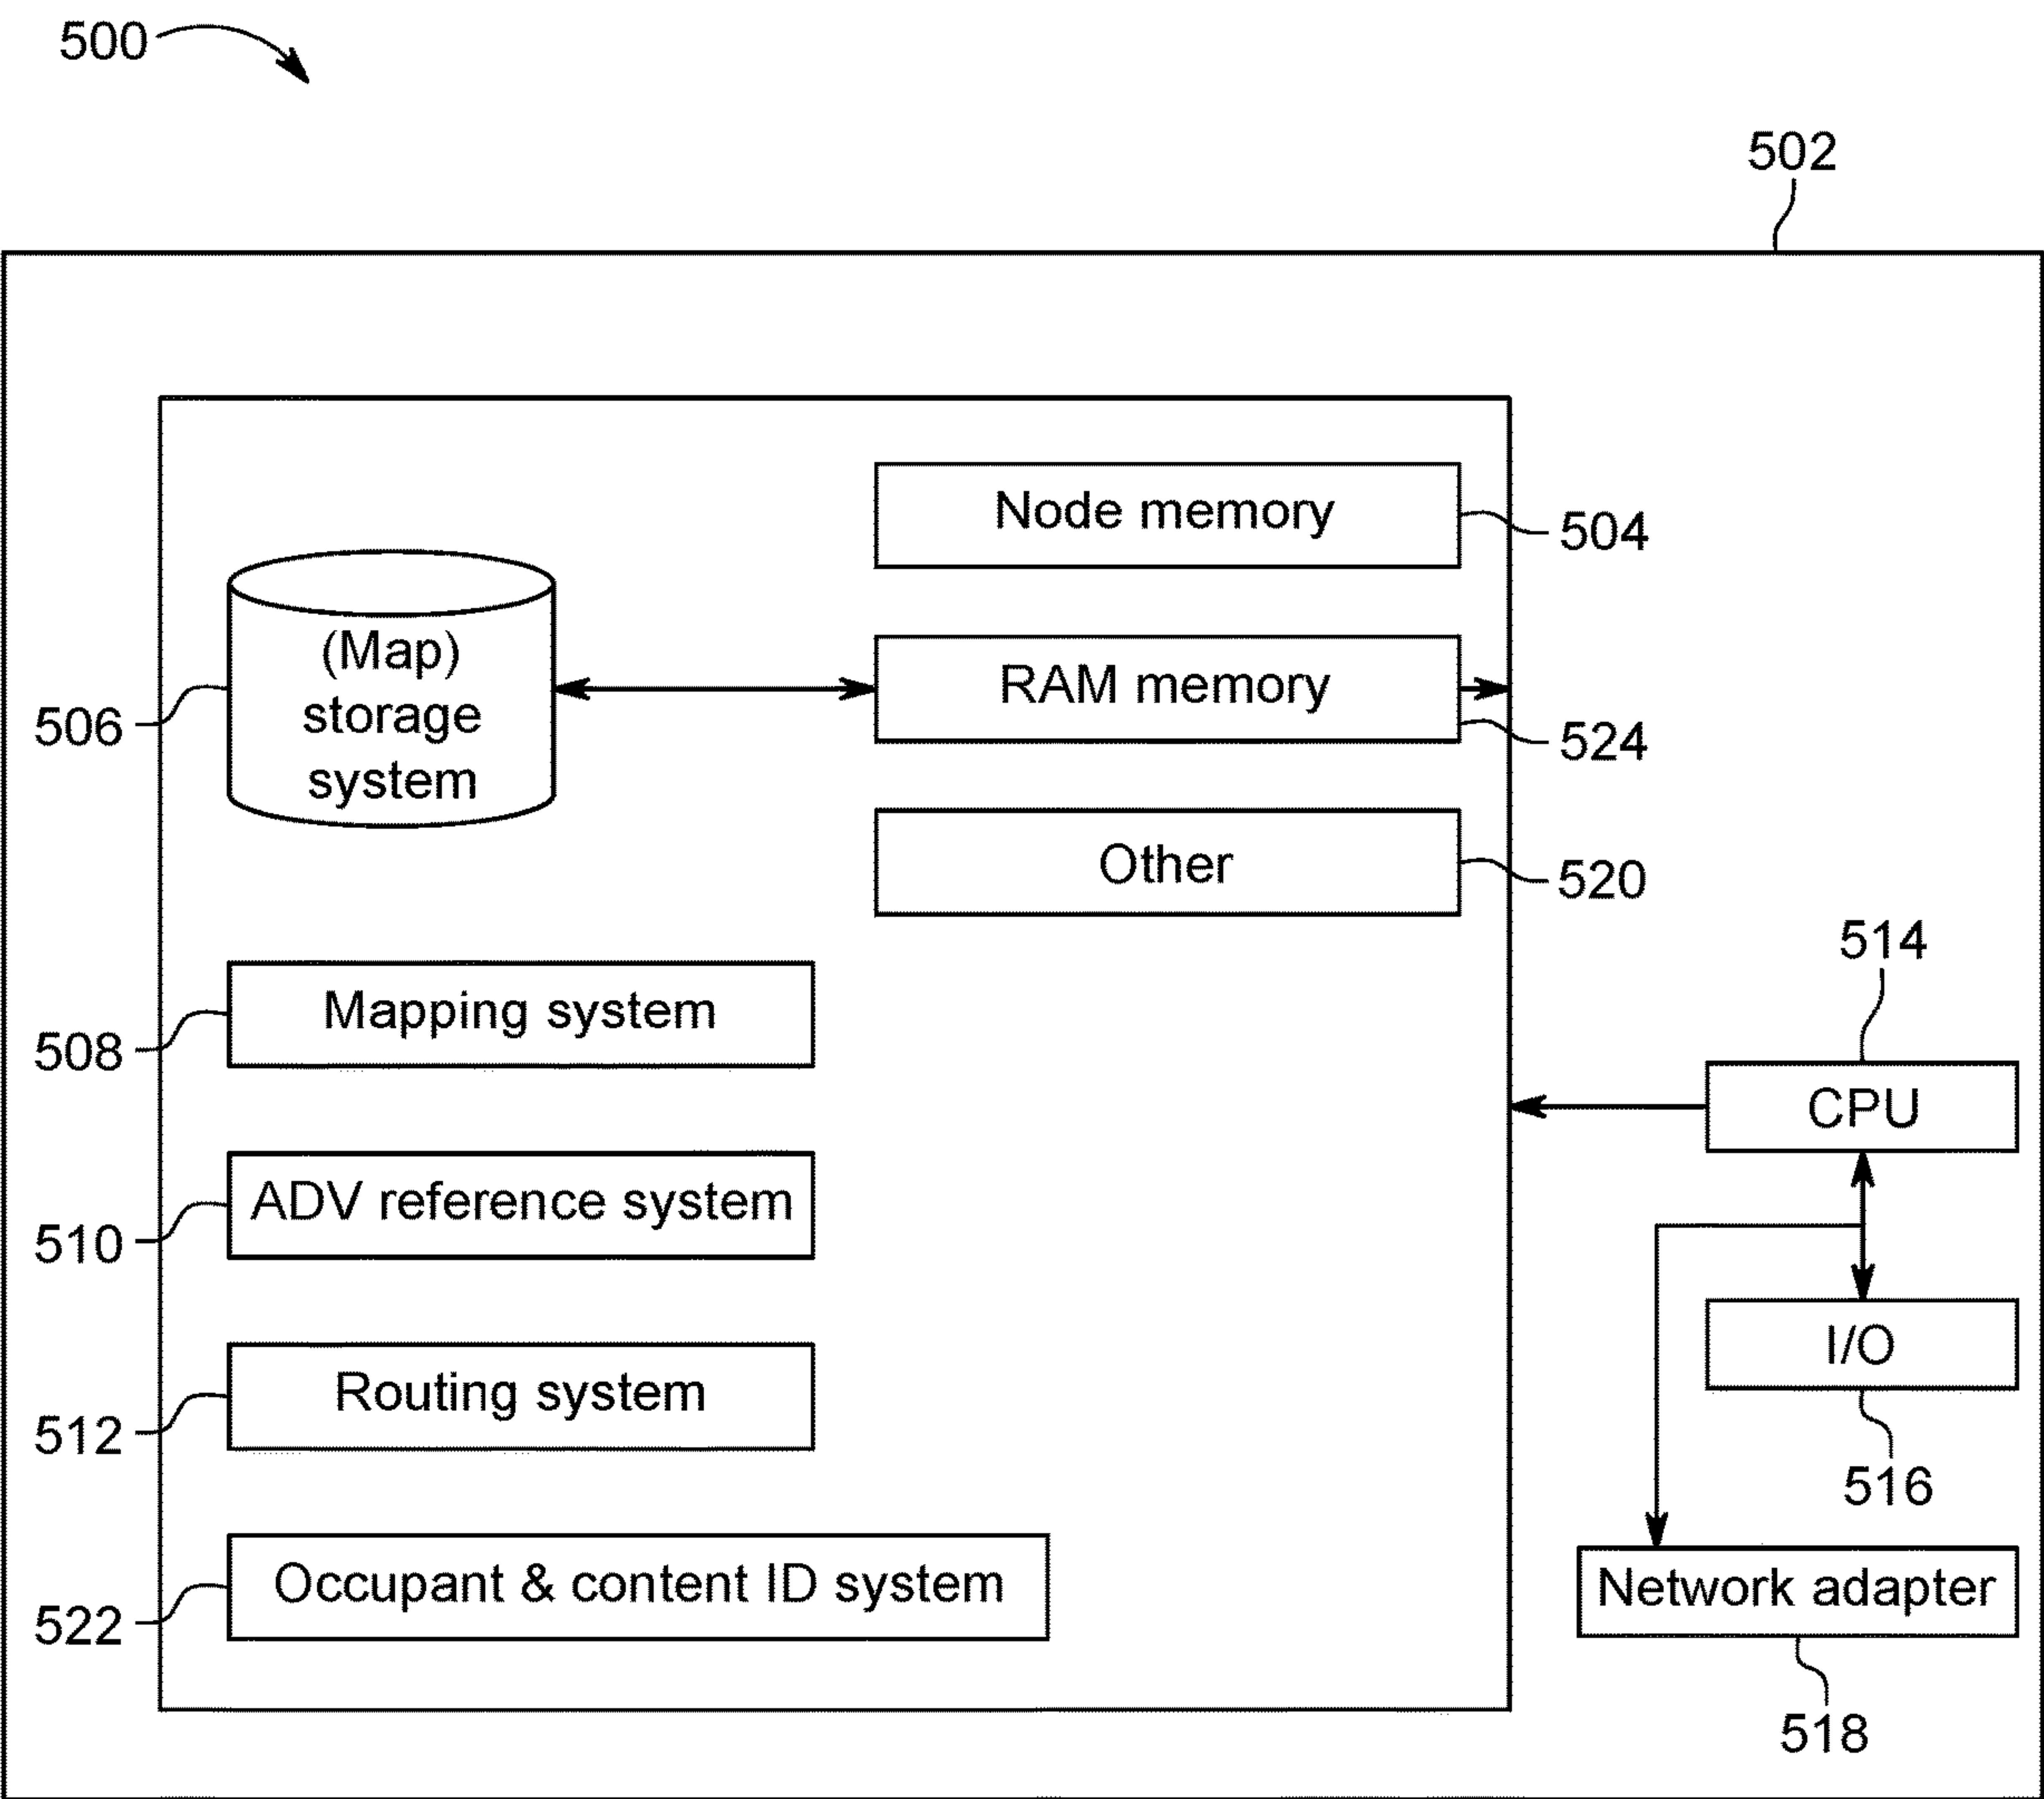 500
502
Node memory
504
(Map)
storage
system
506
RAM memory
524
Other
520
514
Mapping system
508
CPU
ADV reference system
510
I/O
Routing system
512
516
Occupant & content ID system
522
Network adapter
518